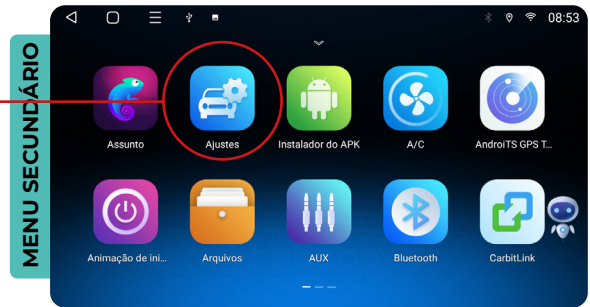 MENU SECUNDÁRIO
08:53
Assunto
Ajustes
Instalador do APK
A/C
AndroiTS GPS T...
Animação de ini...
Arquivos
AUX
Bluetooth
CarbitLink